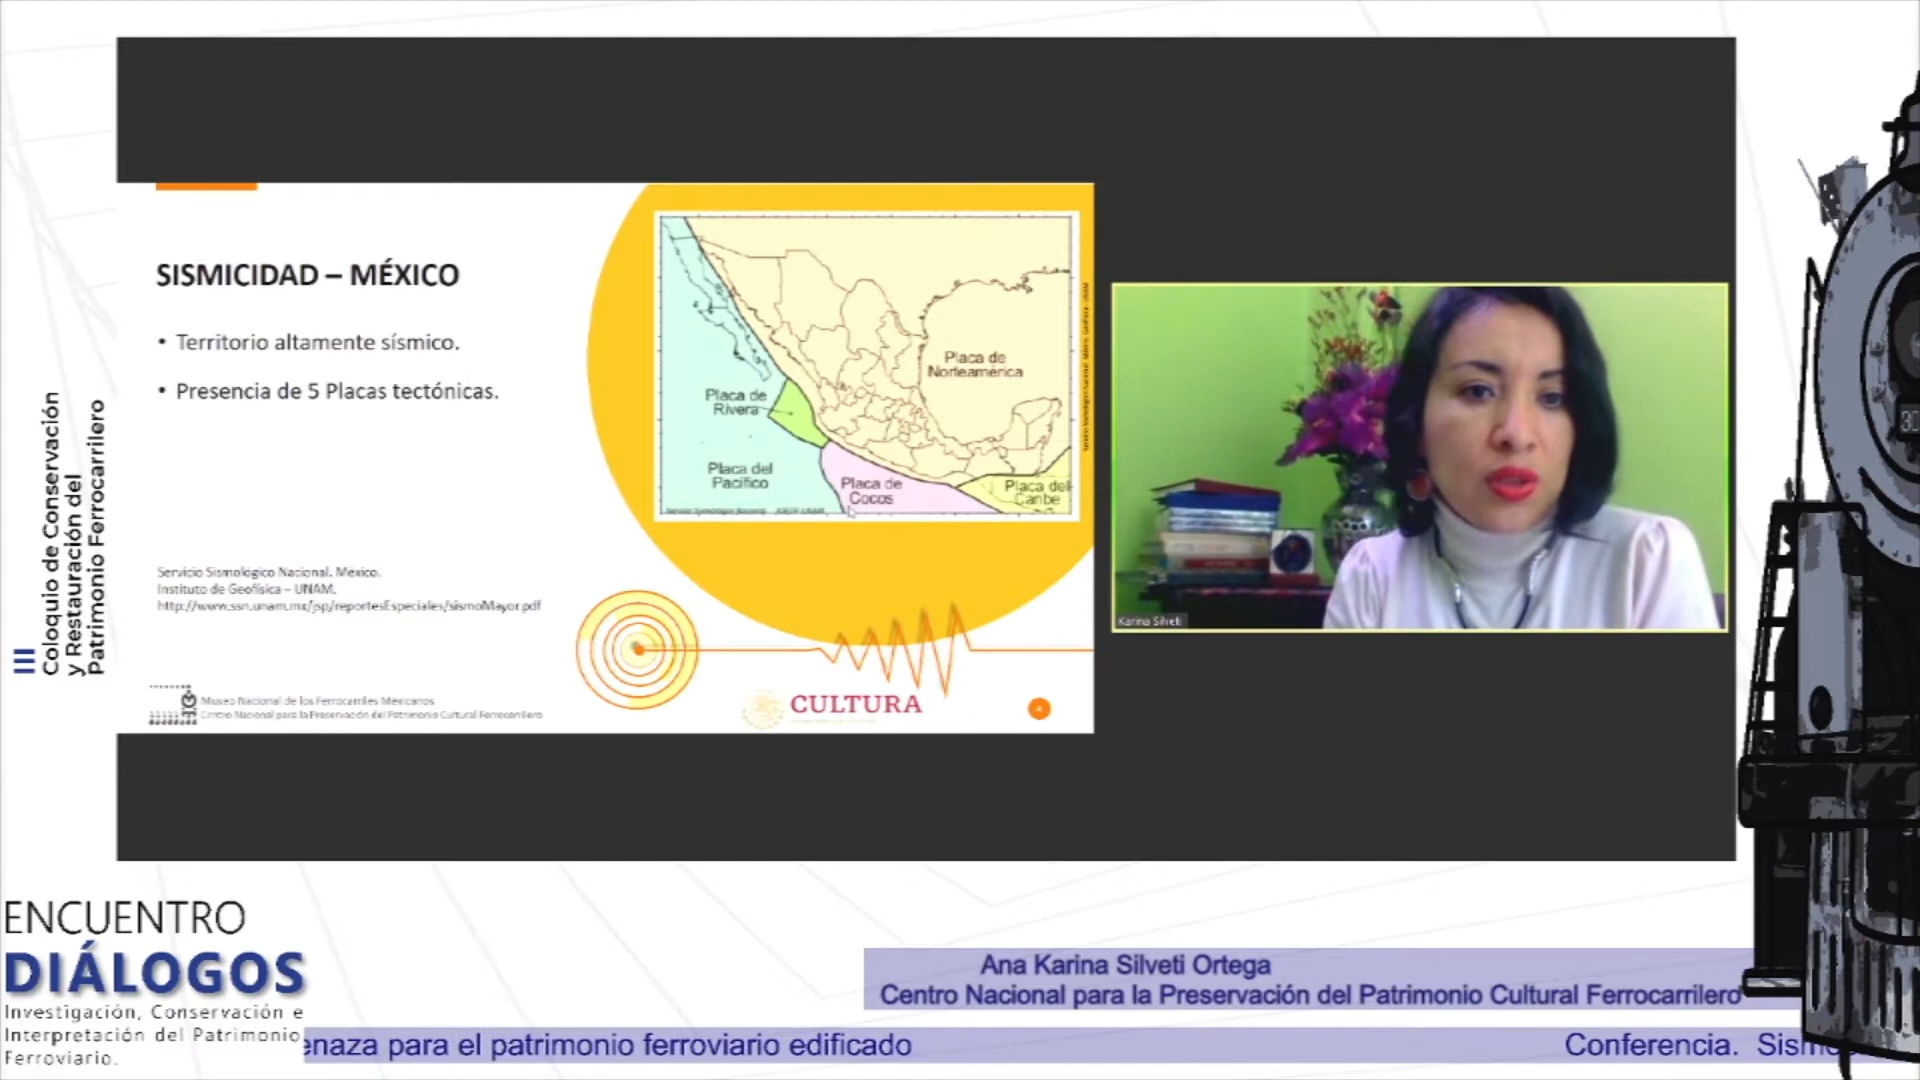 III
Coloquio de Conservación
y Restauración del
Patrimonio Ferrocarrilero
SISMICIDAD – MÉXICO
• Territorio altamente sísmico.
• Presencia de 5 Placas tectónicas.
Placa de
Norteamérica
Placa de
Rivera
Placa del
Pacífico
Placa de
Cocos
Placa del
Caribe
Servicio Sismológico Nacional. México.
Instituto de Geofísica – UNAM.
http://www.ssn.unam.mx/jsp/reportesEspeciales/sismoMayor.pdf
Museo Nacional de los Ferrocarriles Mexicanos
Centro Nacional para la Preservación del Patrimonio Cultural Ferrocarrilero
CULTURA
4
Karina Silveti
30
ENCUENTRO
DIÁLOGOS
Investigación, Conservación e
Interpretación del Patrimonio
Ferroviario.
Ana Karina Silveti Ortega
Centro Nacional para la Preservación del Patrimonio Cultural Ferrocarrilero
enaza para el patrimonio ferroviario edificado
Conferencia. Sismo